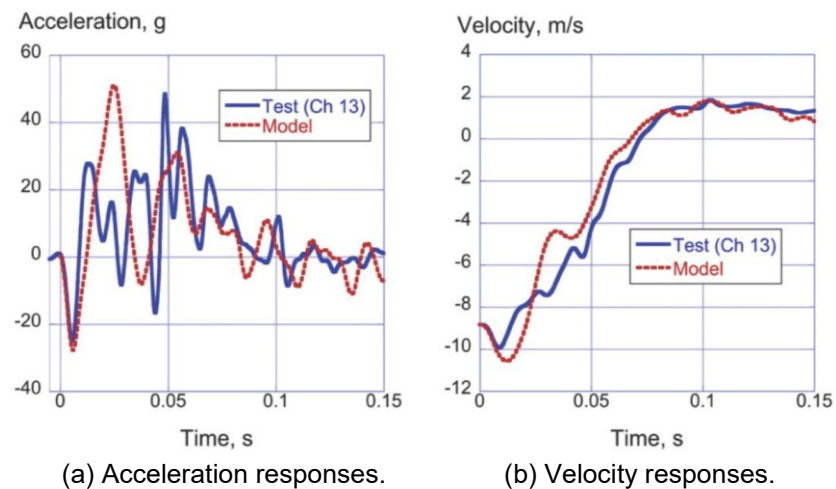 Acceleration, g
60
40
20
0
-20
-40
0
0.05
0.1
0.15
Time, s
Test (Ch 13)
Model
(a) Acceleration responses.
Velocity, m/s
4
2
0
-2
-4
-6
-8
-10
-12
0
0.05
0.1
0.15
Time, s
Test (Ch 13)
Model
(b) Velocity responses.